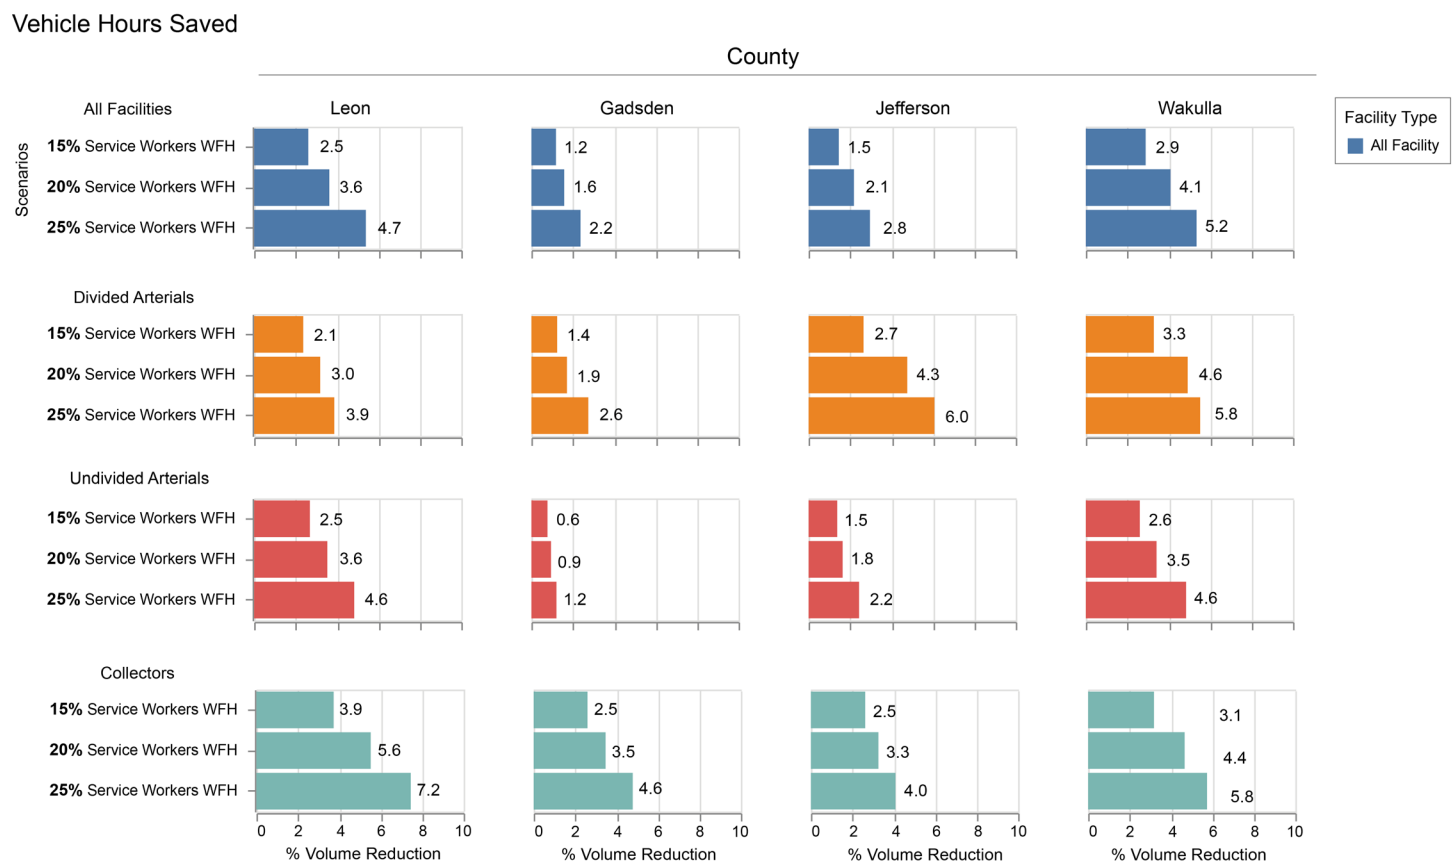 Vehicle Hours Saved
County
All Facilities
Leon
Gadsden
Jefferson
Wakulla
Facility Type
All Facility
Scenarios
15% Service Workers WFH 2.5 1.2 1.5 2.9
20% Service Workers WFH 3.6 1.6 2.1 4.1
25% Service Workers WFH 4.7 2.2 2.8 5.2
Divided Arterials
15% Service Workers WFH 2.1 1.4 2.7 3.3
20% Service Workers WFH 3.0 1.9 4.3 4.6
25% Service Workers WFH 3.9 2.6 6.0 5.8
Undivided Arterials
15% Service Workers WFH 2.5 0.6 1.5 2.6
20% Service Workers WFH 3.6 0.9 1.8 3.5
25% Service Workers WFH 4.6 1.2 2.2 4.6
Collectors
15% Service Workers WFH 3.9 2.5 2.5 3.1
20% Service Workers WFH 5.6 3.5 3.3 4.4
25% Service Workers WFH 7.2 4.6 4.0 5.8
0 2 4 6 8 10 0 2 4 6 8 10 0 2 4 6 8 10 0 2 4 6 8 10
% Volume Reduction % Volume Reduction % Volume Reduction % Volume Reduction